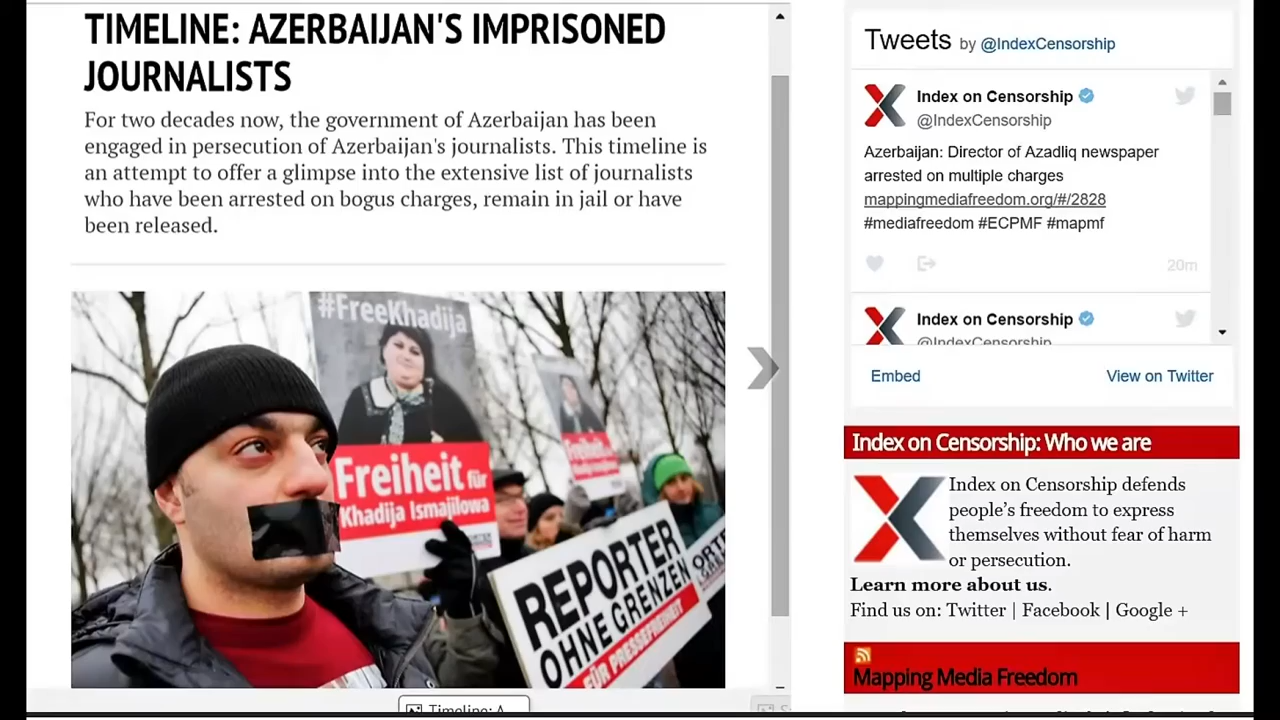 TIMELINE: AZERBAIJAN'S IMPRISONED
JOURNALISTS
For two decades now, the government of Azerbaijan has been
engaged in persecution of Azerbaijan's journalists. This timeline is
an attempt to offer a glimpse into the extensive list of journalists
who have been arrested on bogus charges, remain in jail or have
been released.
#FreeKhadija
Freiheit für
Khadija Ismajilowa
Freiheit
REPORTER
OHNE GRENZEN
FÜR PRESSEFREIHEIT
Timeline: A
Tweets by @IndexCensorship
Index on Censorship
@IndexCensorship
Azerbaijan: Director of Azadliq newspaper
arrested on multiple charges
mappingmediafreedom.org/#/2828
#mediafreedom #ECPMF #mapmf
20m
Index on Censorship
@IndexCensorship
Embed
View on Twitter
Index on Censorship: Who we are
Index on Censorship defends
people's freedom to express
themselves without fear of harm
or persecution.
Learn more about us.
Find us on: Twitter | Facebook | Google +
Mapping Media Freedom